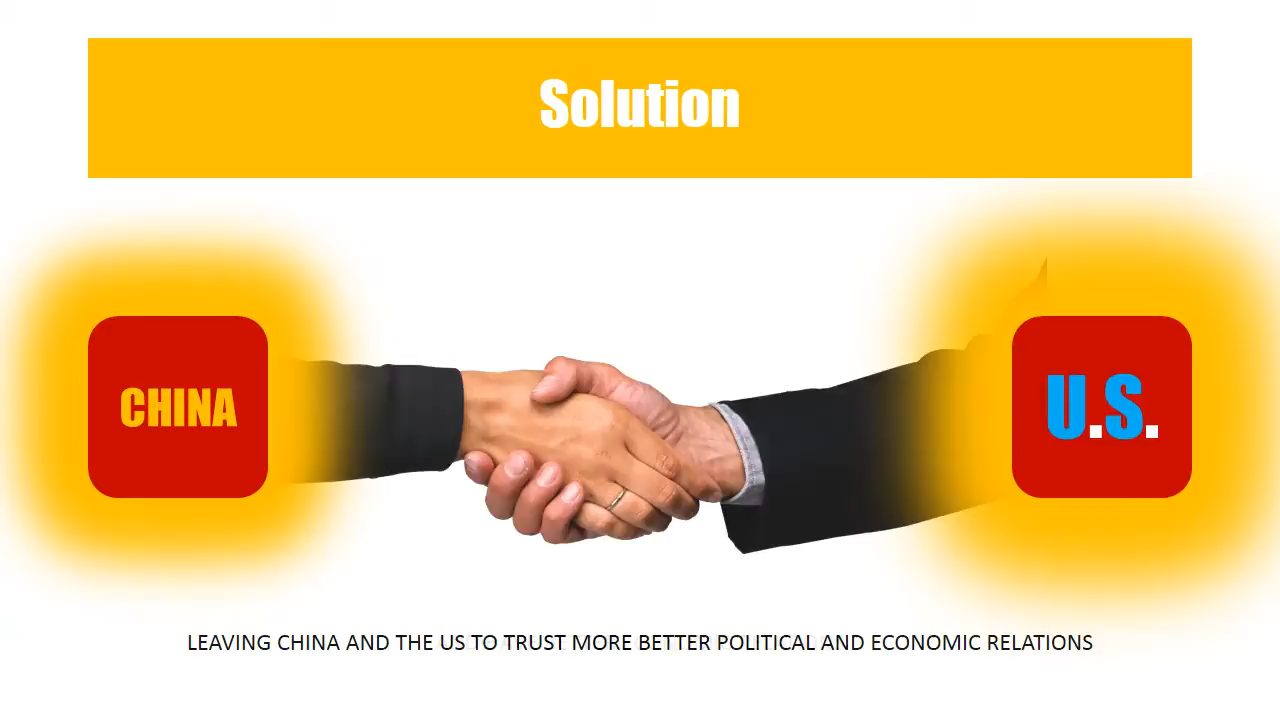 Solution
CHINA
U.S.
LEAVING CHINA AND THE US TO TRUST MORE BETTER POLITICAL AND ECONOMIC RELATIONS